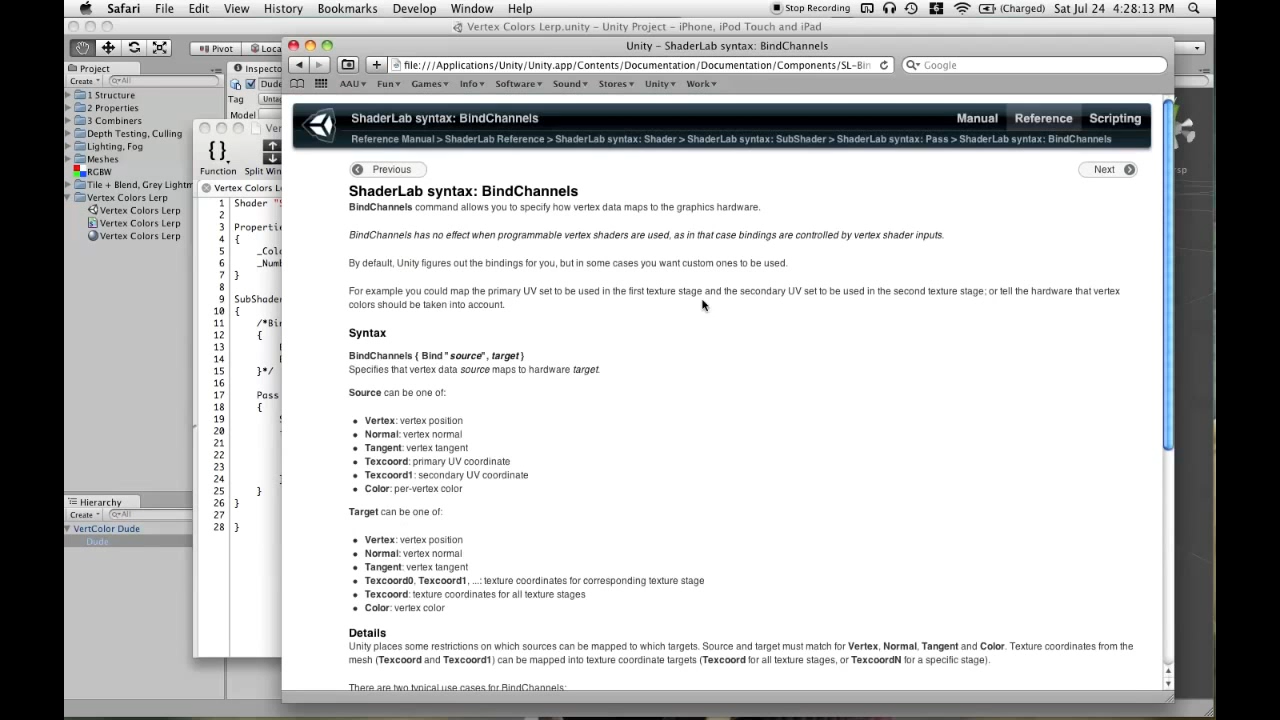 Safari File Edit View History Bookmarks Develop Window Help Stop Recording (Charged) Sat Jul 24 4:28:13 PM
Vertex Colors Lerp.unity - Unity Project - iPhone, iPod Touch and iPad
Pivot
Unity – ShaderLab syntax: BindChannels
file:///Applications/Unity/Unity.app/Contents/Documentation/Documentation/Components/SL-Bin
Google
AAU Fun Games Info Software Sound Stores Unity Work
Project
Create
All
1 Structure
2 Properties
3 Combiners
Depth Testing, Culling
Lighting, Fog
Meshes
RGBW
Tile + Blend, Grey Lightm
Vertex Colors Lerp
Vertex Colors Lerp
Vertex Colors Lerp
Vertex Colors Lerp
Hierarchy
Create
All
VertColor Dude
Dude
Inspecto
Dude
Tag
Model
Function Split Win
Vertex Colors L
1 Shader "
2
3 Propertie
4 {
5 _Colo
6 _Numb
7 }
8
9 SubShader
10 {
11 /*Bin
12 {
13
14
15 }*/
16
17 Pass
18 {
19
20
21
22
23
24
25 }
26 }
27
28 }
ShaderLab syntax: BindChannels
Manual Reference Scripting
Reference Manual > ShaderLab Reference > ShaderLab syntax: Shader > ShaderLab syntax: SubShader > ShaderLab syntax: Pass > ShaderLab syntax: BindChannels
Previous Next
ShaderLab syntax: BindChannels
BindChannels command allows you to specify how vertex data maps to the graphics hardware.
BindChannels has no effect when programmable vertex shaders are used, as in that case bindings are controlled by vertex shader inputs.
By default, Unity figures out the bindings for you, but in some cases you want custom ones to be used.
For example you could map the primary UV set to be used in the first texture stage and the secondary UV set to be used in the second texture stage; or tell the hardware that vertex
colors should be taken into account.
Syntax
BindChannels { Bind "source", target }
Specifies that vertex data source maps to hardware target.
Source can be one of:
• Vertex: vertex position
• Normal: vertex normal
• Tangent: vertex tangent
• Texcoord: primary UV coordinate
• Texcoord1: secondary UV coordinate
• Color: per-vertex color
Target can be one of:
• Vertex: vertex position
• Normal: vertex normal
• Tangent: vertex tangent
• Texcoord0, Texcoord1, ...: texture coordinates for corresponding texture stage
• Texcoord: texture coordinates for all texture stages
• Color: vertex color
Details
Unity places some restrictions on which sources can be mapped to which targets. Source and target must match for Vertex, Normal, Tangent and Color. Texture coordinates from the
mesh (Texcoord and Texcoord1) can be mapped into texture coordinate targets (Texcoord for all texture stages, or TexcoordN for a specific stage).
There are two typical use cases for BindChannels: